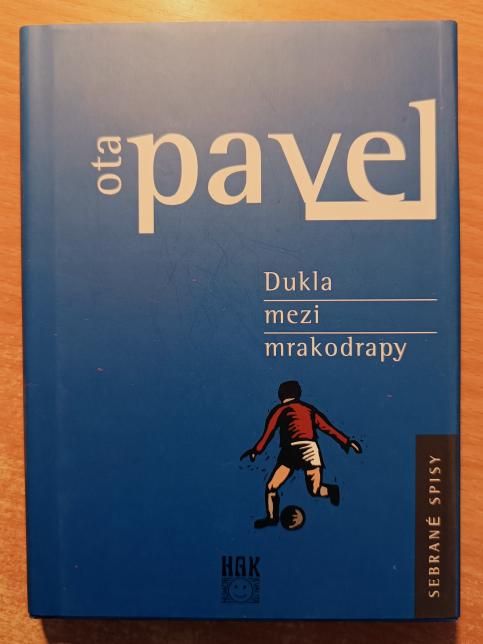 ota
pavel
Dukla
mezi
mrakodrapy
SEBRANÉ SPISY
HAK